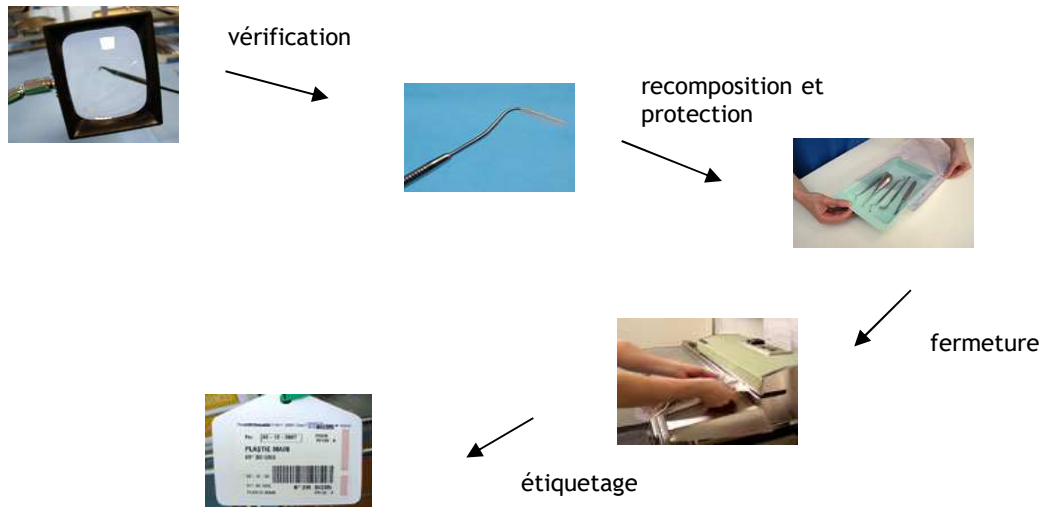 vérification
recomposition et
protection
fermeture
étiquetage
PLASTIE MAIN